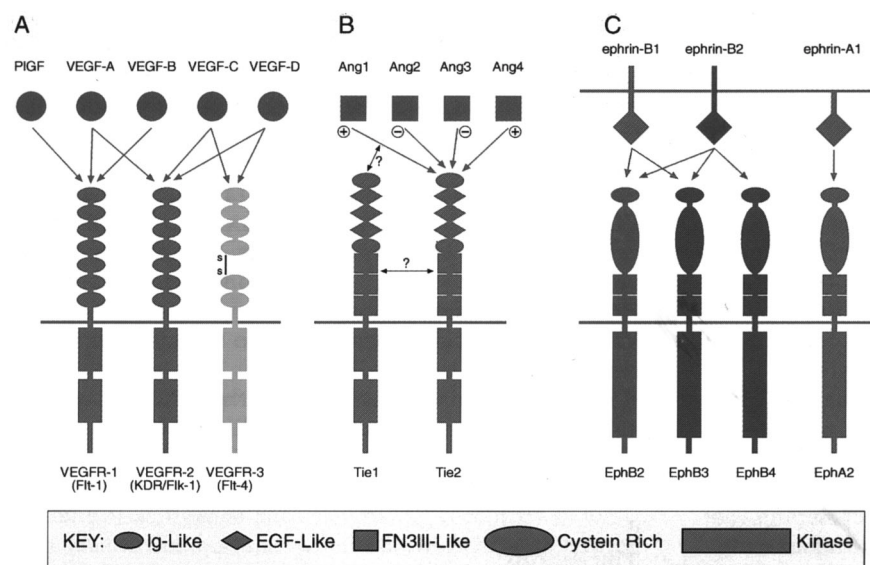 A
PlGF VEGF-A VEGF-B VEGF-C VEGF-D
s
s
VEGFR-1 VEGFR-2 VEGFR-3
(Flt-1) (KDR/Flk-1) (Flt-4)
B
Ang1 Ang2 Ang3 Ang4
+ − − +
?
?
Tie1 Tie2
C
ephrin-B1 ephrin-B2 ephrin-A1
EphB2 EphB3 EphB4 EphA2
KEY: Ig-Like EGF-Like FN3III-Like Cystein Rich Kinase